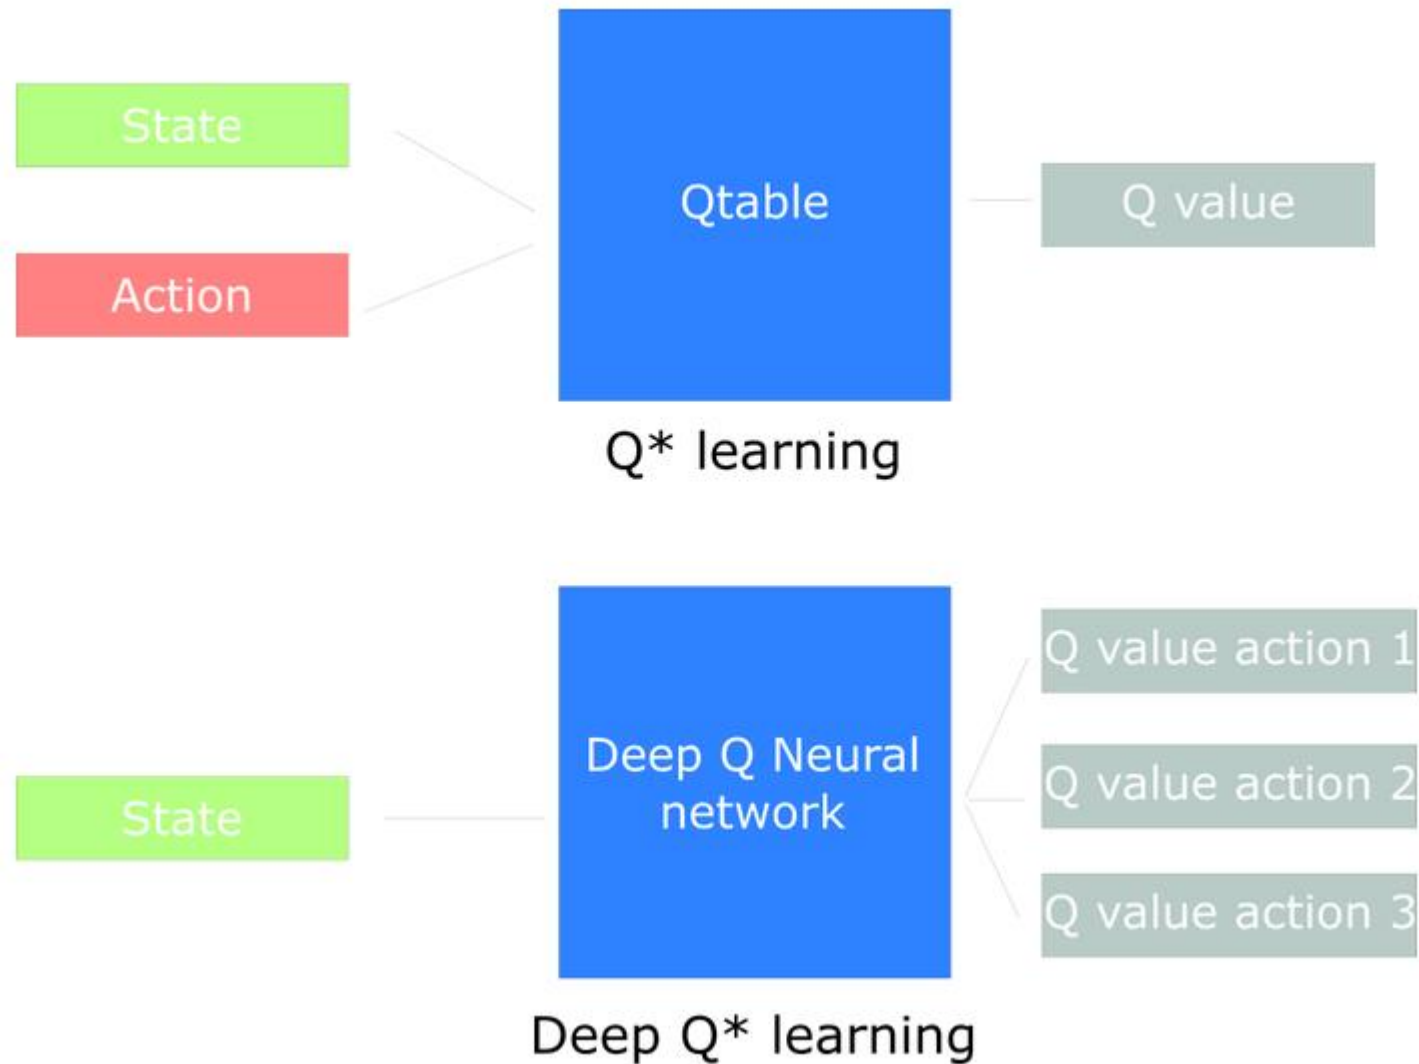 State
Action
Qtable
Q value
Q* learning
State
Deep Q Neural
network
Q value action 1
Q value action 2
Q value action 3
Deep Q* learning